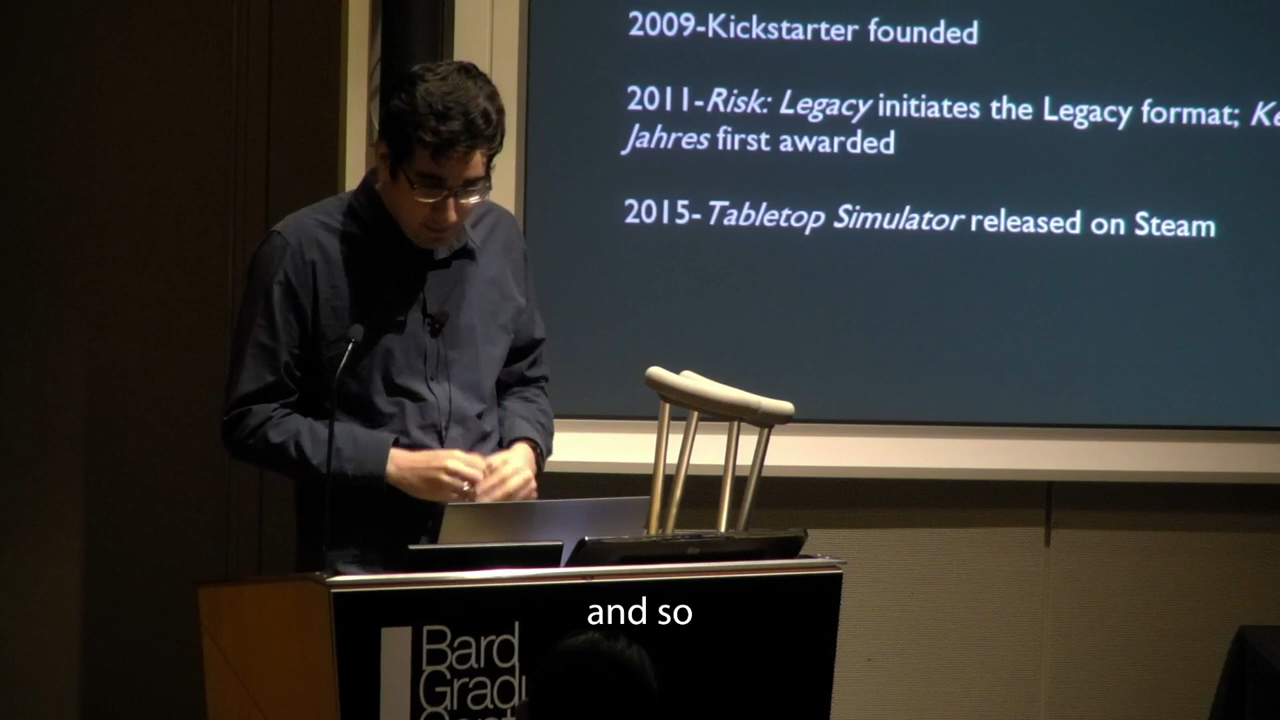 2009-Kickstarter founded
2011-Risk: Legacy initiates the Legacy format; Ke
Jahres first awarded
2015-Tabletop Simulator released on Steam
and so
Bard
Gradu